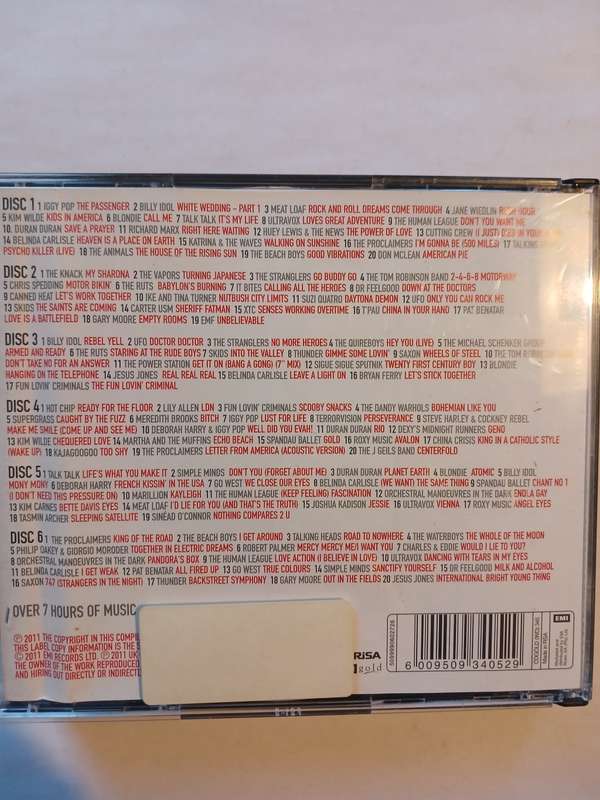 DISC 1 1 IGGY POP THE PASSENGER 2 BILLY IDOL WHITE WEDDING - PART 1 3 MEAT LOAF ROCK AND ROLL DREAMS COME THROUGH 4 JANE WIEDLIN RUSH HOUR
5 KIM WILDE KIDS IN AMERICA 6 BLONDIE CALL ME 7 TALK TALK IT'S MY LIFE 8 ULTRAVOX LOVES GREAT ADVENTURE 9 THE HUMAN LEAGUE DON'T YOU WANT ME
10. DURAN DURAN SAVE A PRAYER 11 RICHARD MARX RIGHT HERE WAITING 12 HUEY LEWIS & THE NEWS THE POWER OF LOVE 13 CUTTING CREW (I JUST) DIED IN YOUR
14 BELINDA CARLISLE HEAVEN IS A PLACE ON EARTH 15 KATRINA & THE WAVES WALKING ON SUNSHINE 16 THE PROCLAIMERS I'M GONNA BE (500 MILES) 17 TALKING
PSYCHO KILLER (LIVE) 18 THE ANIMALS THE HOUSE OF THE RISING SUN 19 THE BEACH BOYS GOOD VIBRATIONS 20 DON MCLEAN AMERICAN PIE
DISC 2 1 THE KNACK MY SHARONA 2 THE VAPORS TURNING JAPANESE 3 THE STRANGLERS GO BUDDY GO 4 THE TOM ROBINSON BAND 2-4-6-8 MOTORWAY
5 CHRIS SPEDDING MOTOR BIKIN' 6 THE RUTS BABYLON'S BURNING 7 IT BITES CALLING ALL THE HEROES 8 DR FEELGOOD DOWN AT THE DOCTORS
9 CANNED HEAT LET'S WORK TOGETHER 10 IKE AND TINA TURNER NUTBUSH CITY LIMITS 11 SUZI QUATRO DAYTONA DEMON 12 UFO ONLY YOU CAN ROCK ME
13 SKIDS THE SAINTS ARE COMING 14 CARTER USM SHERIFF FATMAN 15 XTC SENSES WORKING OVERTIME 16 T'PAU CHINA IN YOUR HAND 17 PAT BENATAR
LOVE IS A BATTLEFIELD 18 GARY MOORE EMPTY ROOMS 19 EMF UNBELIEVABLE
DISC 3 1 BILLY IDOL REBEL YELL 2 UFO DOCTOR DOCTOR 3 THE STRANGLERS NO MORE HEROES 4 THE QUIREBOYS HEY YOU (LIVE) 5 THE MICHAEL SCHENKER GROUP
ARMED AND READY 6 THE RUTS STARING AT THE RUDE BOYS 7 SKIDS INTO THE VALLEY 8 THUNDER GIMME SOME LOVIN' 9 SAXON WHEELS OF STEEL 10 THE TOM
DON'T TAKE NO FOR AN ANSWER 11 THE POWER STATION GET IT ON (BANG A GONG) (7" MIX) 12 SIGUE SIGUE SPUTNIK TWENTY FIRST CENTURY BOY 13 BLONDIE
HANGING ON THE TELEPHONE 14 JESUS JONES REAL REAL REAL 15 BELINDA CARLISLE LEAVE A LIGHT ON 16 BRYAN FERRY LET'S STICK TOGETHER
17 FUN LOVIN' CRIMINALS THE FUN LOVIN' CRIMINAL
DISC 4 1 HOT CHIP READY FOR THE FLOOR 2 LILY ALLEN LDN 3 FUN LOVIN' CRIMINALS SCOOBY SNACKS 4 THE DANDY WARHOLS BOHEMIAN LIKE YOU
5 SUPERGRASS CAUGHT BY THE FUZZ 6 MEREDITH BROOKS BITCH 7 IGGY POP LUST FOR LIFE 8 TERRORVISION PERSEVERANCE 9 STEVE HARLEY & COCKNEY REBEL
MAKE ME SMILE (COME UP AND SEE ME) 10 DEBORAH HARRY & IGGY POP WELL DID YOU EVAH! 11 DURAN DURAN RIO 12 DEXY'S MIDNIGHT RUNNERS GENO
13 KIM WILDE CHEQUERED LOVE 14 MARTHA AND THE MUFFINS ECHO BEACH 15 SPANDAU BALLET GOLD 16 ROXY MUSIC AVALON 17 CHINA CRISIS KING IN A CATHOLIC STYLE
(WAKE UP) 18 KAJAGOOGOO TOO SHY 19 THE PROCLAIMERS LETTER FROM AMERICA (ACOUSTIC VERSION) 20 THE J GEILS BAND CENTERFOLD
DISC 5 1 TALK TALK LIFE'S WHAT YOU MAKE IT 2 SIMPLE MINDS DON'T YOU (FORGET ABOUT ME) 3 DURAN DURAN PLANET EARTH 4 BLONDIE ATOMIC 5 BILLY IDOL
MONY MONY 6 DEBORAH HARRY FRENCH KISSIN' IN THE USA 7 GO WEST WE CLOSE OUR EYES 8 BELINDA CARLISLE (WE WANT) THE SAME THING 9 SPANDAU BALLET CHANT NO 1
(I DON'T NEED THIS PRESSURE ON) 10 MARILLION KAYLEIGH 11 THE HUMAN LEAGUE (KEEP FEELING) FASCINATION 12 ORCHESTRAL MANOEUVRES IN THE DARK ENOLA GAY
13 KIM CARNES BETTE DAVIS EYES 14 MEAT LOAF I'D LIE FOR YOU (AND THAT'S THE TRUTH) 15 JOSHUA KADISON JESSIE 16 ULTRAVOX VIENNA 17 ROXY MUSIC ANGEL EYES
18 TASMIN ARCHER SLEEPING SATELLITE 19 SINÉAD O'CONNOR NOTHING COMPARES 2 U
DISC 6 1 THE PROCLAIMERS KING OF THE ROAD 2 THE BEACH BOYS I GET AROUND 3 TALKING HEADS ROAD TO NOWHERE 4 THE WATERBOYS THE WHOLE OF THE MOON
5 PHILIP OAKEY & GIORGIO MORODER TOGETHER IN ELECTRIC DREAMS 6 ROBERT PALMER MERCY MERCY ME/I WANT YOU 7 CHARLES & EDDIE WOULD I LIE TO YOU?
8 ORCHESTRAL MANOEUVRES IN THE DARK PANDORA'S BOX 9 THE HUMAN LEAGUE LOVE ACTION (I BELIEVE IN LOVE) 10 ULTRAVOX DANCING WITH TEARS IN MY EYES
11 BELINDA CARLISLE I GET WEAK 12 PAT BENATAR ALL FIRED UP 13 GO WEST TRUE COLOURS 14 SIMPLE MINDS SANCTIFY YOURSELF 15 DR FEELGOOD MILK AND ALCOHOL
16 SAXON 747 (STRANGERS IN THE NIGHT) 17 THUNDER BACKSTREET SYMPHONY 18 GARY MOORE OUT IN THE FIELDS 20 JESUS JONES INTERNATIONAL BRIGHT YOUNG THING
OVER 7 HOURS OF MUSIC
℗ 2011 THE COPYRIGHT IN THIS COMPIL
THIS LABEL COPY INFORMATION IS THE S
© 2011 EMI RECORDS LTD. ℗ 2011
THE OWNER OF THE WORK REPRODUCED
AND HIRING OUT DIRECTLY OR INDIRECTL
RiSA
gold
5099990402728
6 009509 340529
EMI
Made in RSA